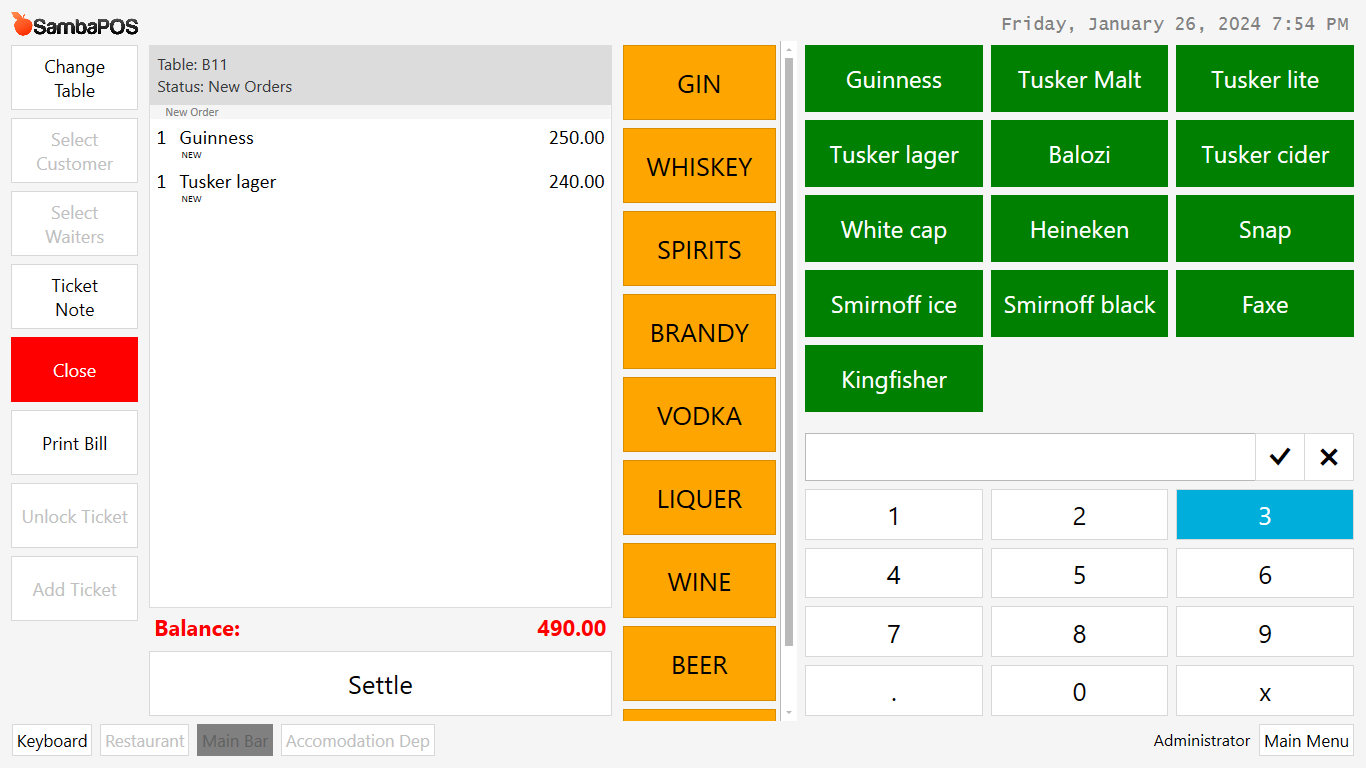 SambaPOS
Friday, January 26, 2024 7:54 PM
Change
Table
Select
Customer
Select
Waiters
Ticket
Note
Close
Print Bill
Unlock Ticket
Add Ticket
Table: B11
Status: New Orders
New Order
1 Guinness 250.00
NEW
1 Tusker lager 240.00
NEW
Balance: 490.00
Settle
GIN
WHISKEY
SPIRITS
BRANDY
VODKA
LIQUER
WINE
BEER
Guinness Tusker Malt Tusker lite
Tusker lager Balozi Tusker cider
White cap Heineken Snap
Smirnoff ice Smirnoff black Faxe
Kingfisher
1 2 3
4 5 6
7 8 9
. 0 x
Keyboard Restaurant Main Bar Accomodation Dep Administrator Main Menu